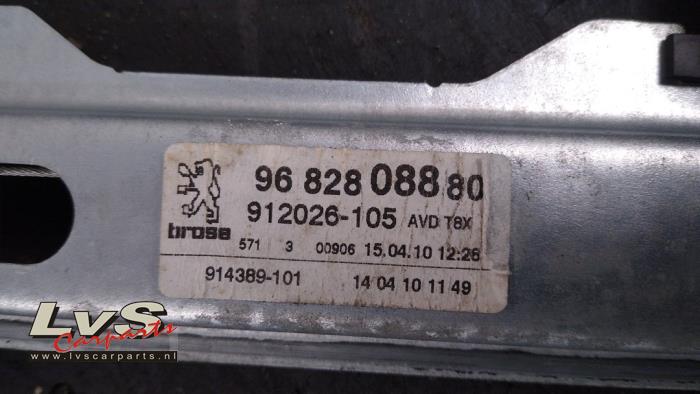 96 828 088 80
912026-105 AVD T8X
brose
571 3 00906 15.04.10 12:26
914389-101 14 04 10 11 49
LvS
Carparts
www.lvscarparts.nl